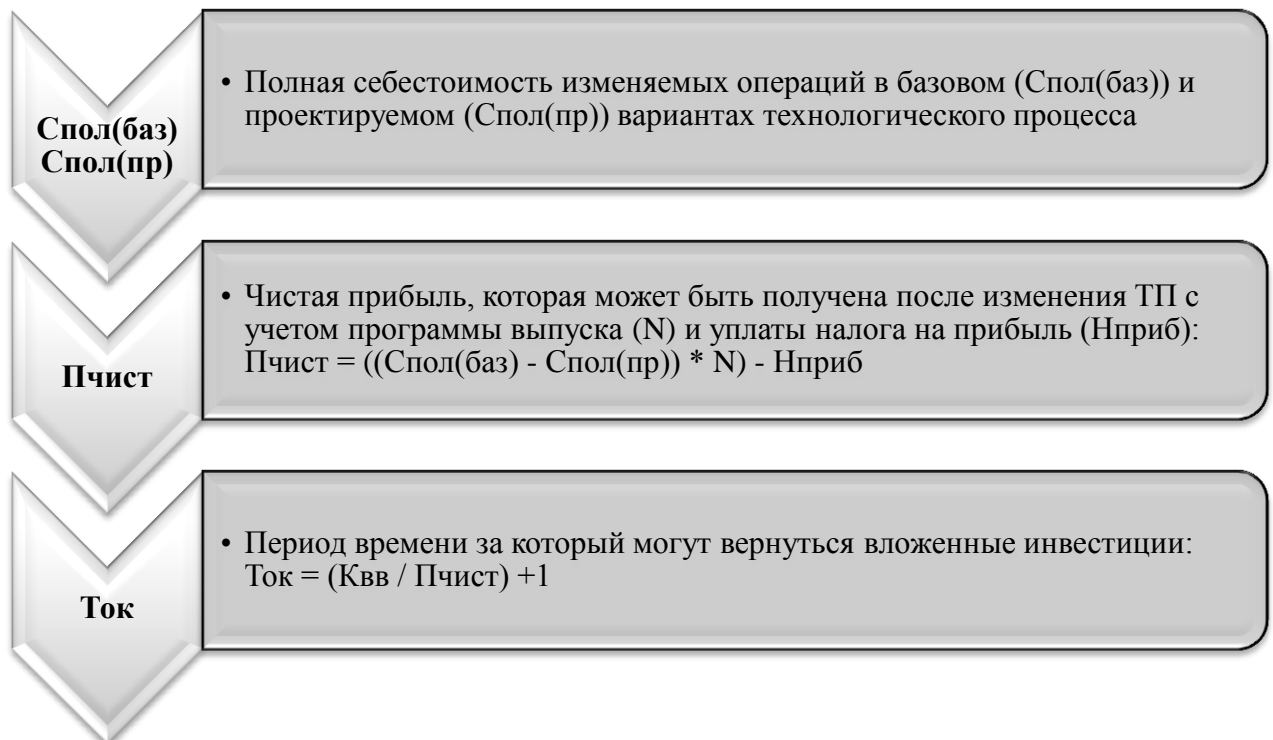 Спол(баз)
Спол(пр)
• Полная себестоимость изменяемых операций в базовом (Спол(баз)) и
проектируемом (Спол(пр)) вариантах технологического процесса
Пчист
• Чистая прибыль, которая может быть получена после изменения ТП с
учетом программы выпуска (N) и уплаты налога на прибыль (Нприб):
Пчист = ((Спол(баз) - Спол(пр)) * N) - Нприб
Ток
• Период времени за который могут вернуться вложенные инвестиции:
Ток = (Квв / Пчист) +1